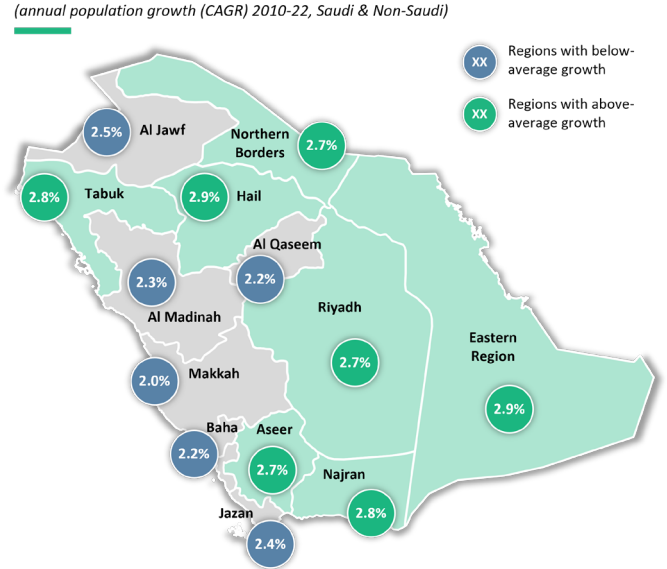 (annual population growth (CAGR) 2010-22, Saudi & Non-Saudi)
XX
Regions with below-
average growth
XX
Regions with above-
average growth
2.5%
Al Jawf
Northern
Borders
2.7%
2.8%
Tabuk
2.9%
Hail
Al Qaseem
2.3%
2.2%
Al Madinah
Riyadh
Eastern
Region
2.0%
Makkah
2.7%
2.9%
Baha
Aseer
2.2%
2.7%
Najran
Jazan
2.8%
2.4%